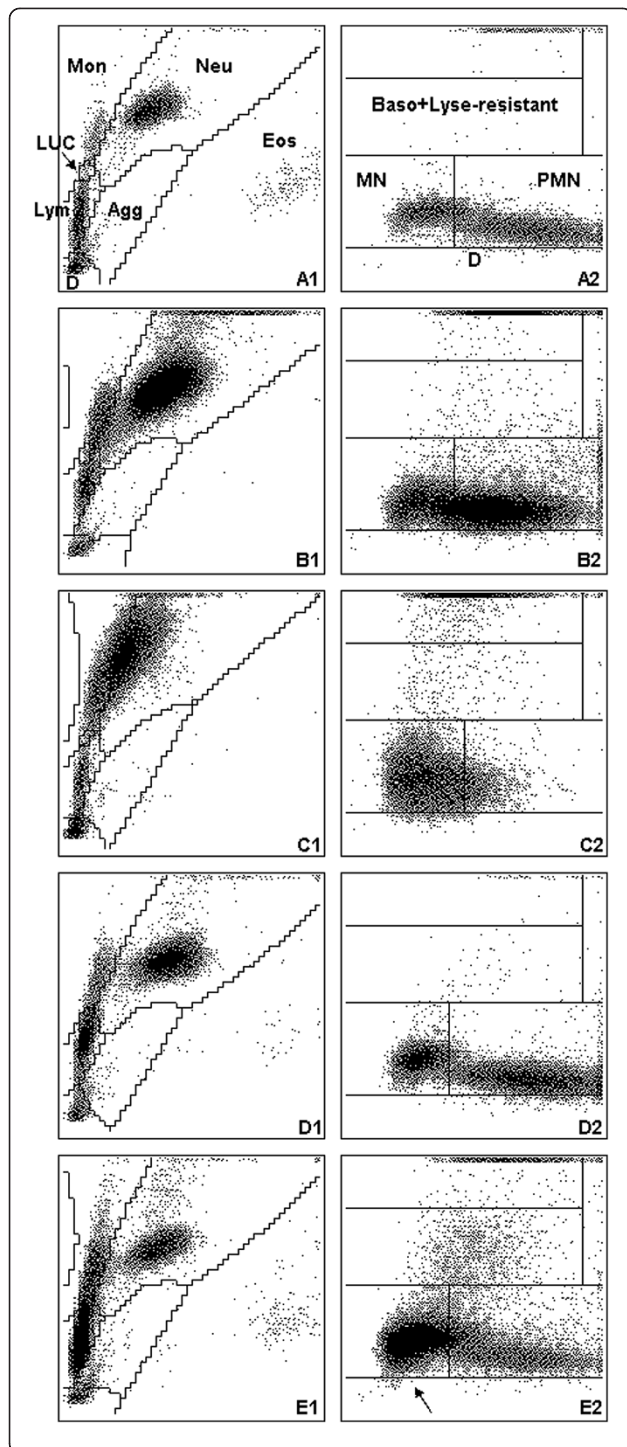 Mon Neu
LUC
Eos
Lym Agg
D
A1
Baso+Lyse-resistant
MN PMN
D
A2
B1
B2
C1
C2
D1
D2
E1
E2